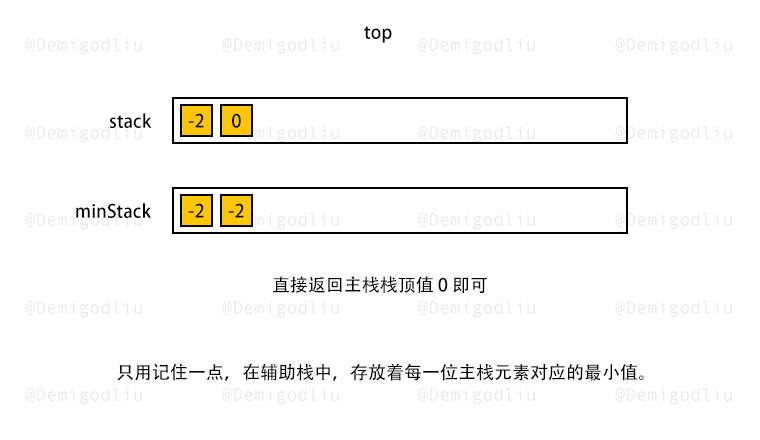 top
@Demigodliu @Demigodliu @Demigodliu @Demigodliu
stack -2 0
@Demigodliu @Demigodliu @Demigodliu @Demigodliu
minStack -2 -2
@Demigodliu @Demigodliu @Demigodliu @Demigodliu
直接返回主栈栈顶值 0 即可
@Demigodliu @Demigodliu @Demigodliu @Demigodliu
只用记住一点，在辅助栈中，存放着每一位主栈元素对应的最小值。
@Demigodliu @Demigodliu @Demigodliu @Demigodliu